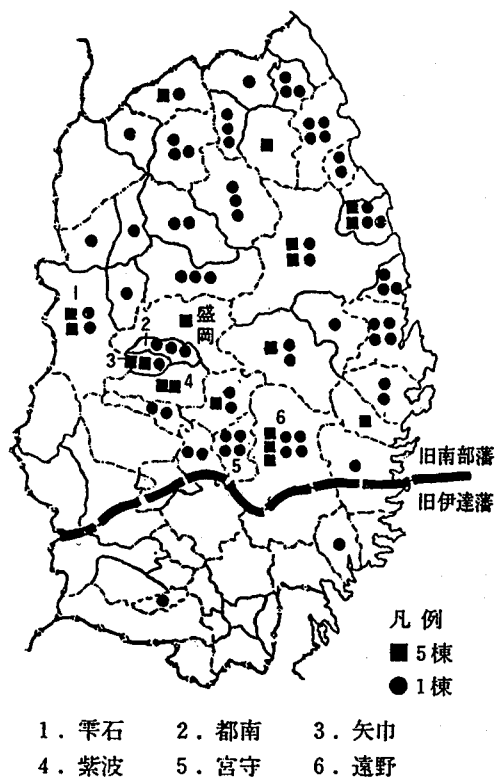 1
2
盛岡
3
4
6
5
旧南部藩
旧伊達藩
凡例
■ 5棟
● 1棟
1．雫石 2．都南 3．矢巾
4．紫波 5．宮守 6．遠野